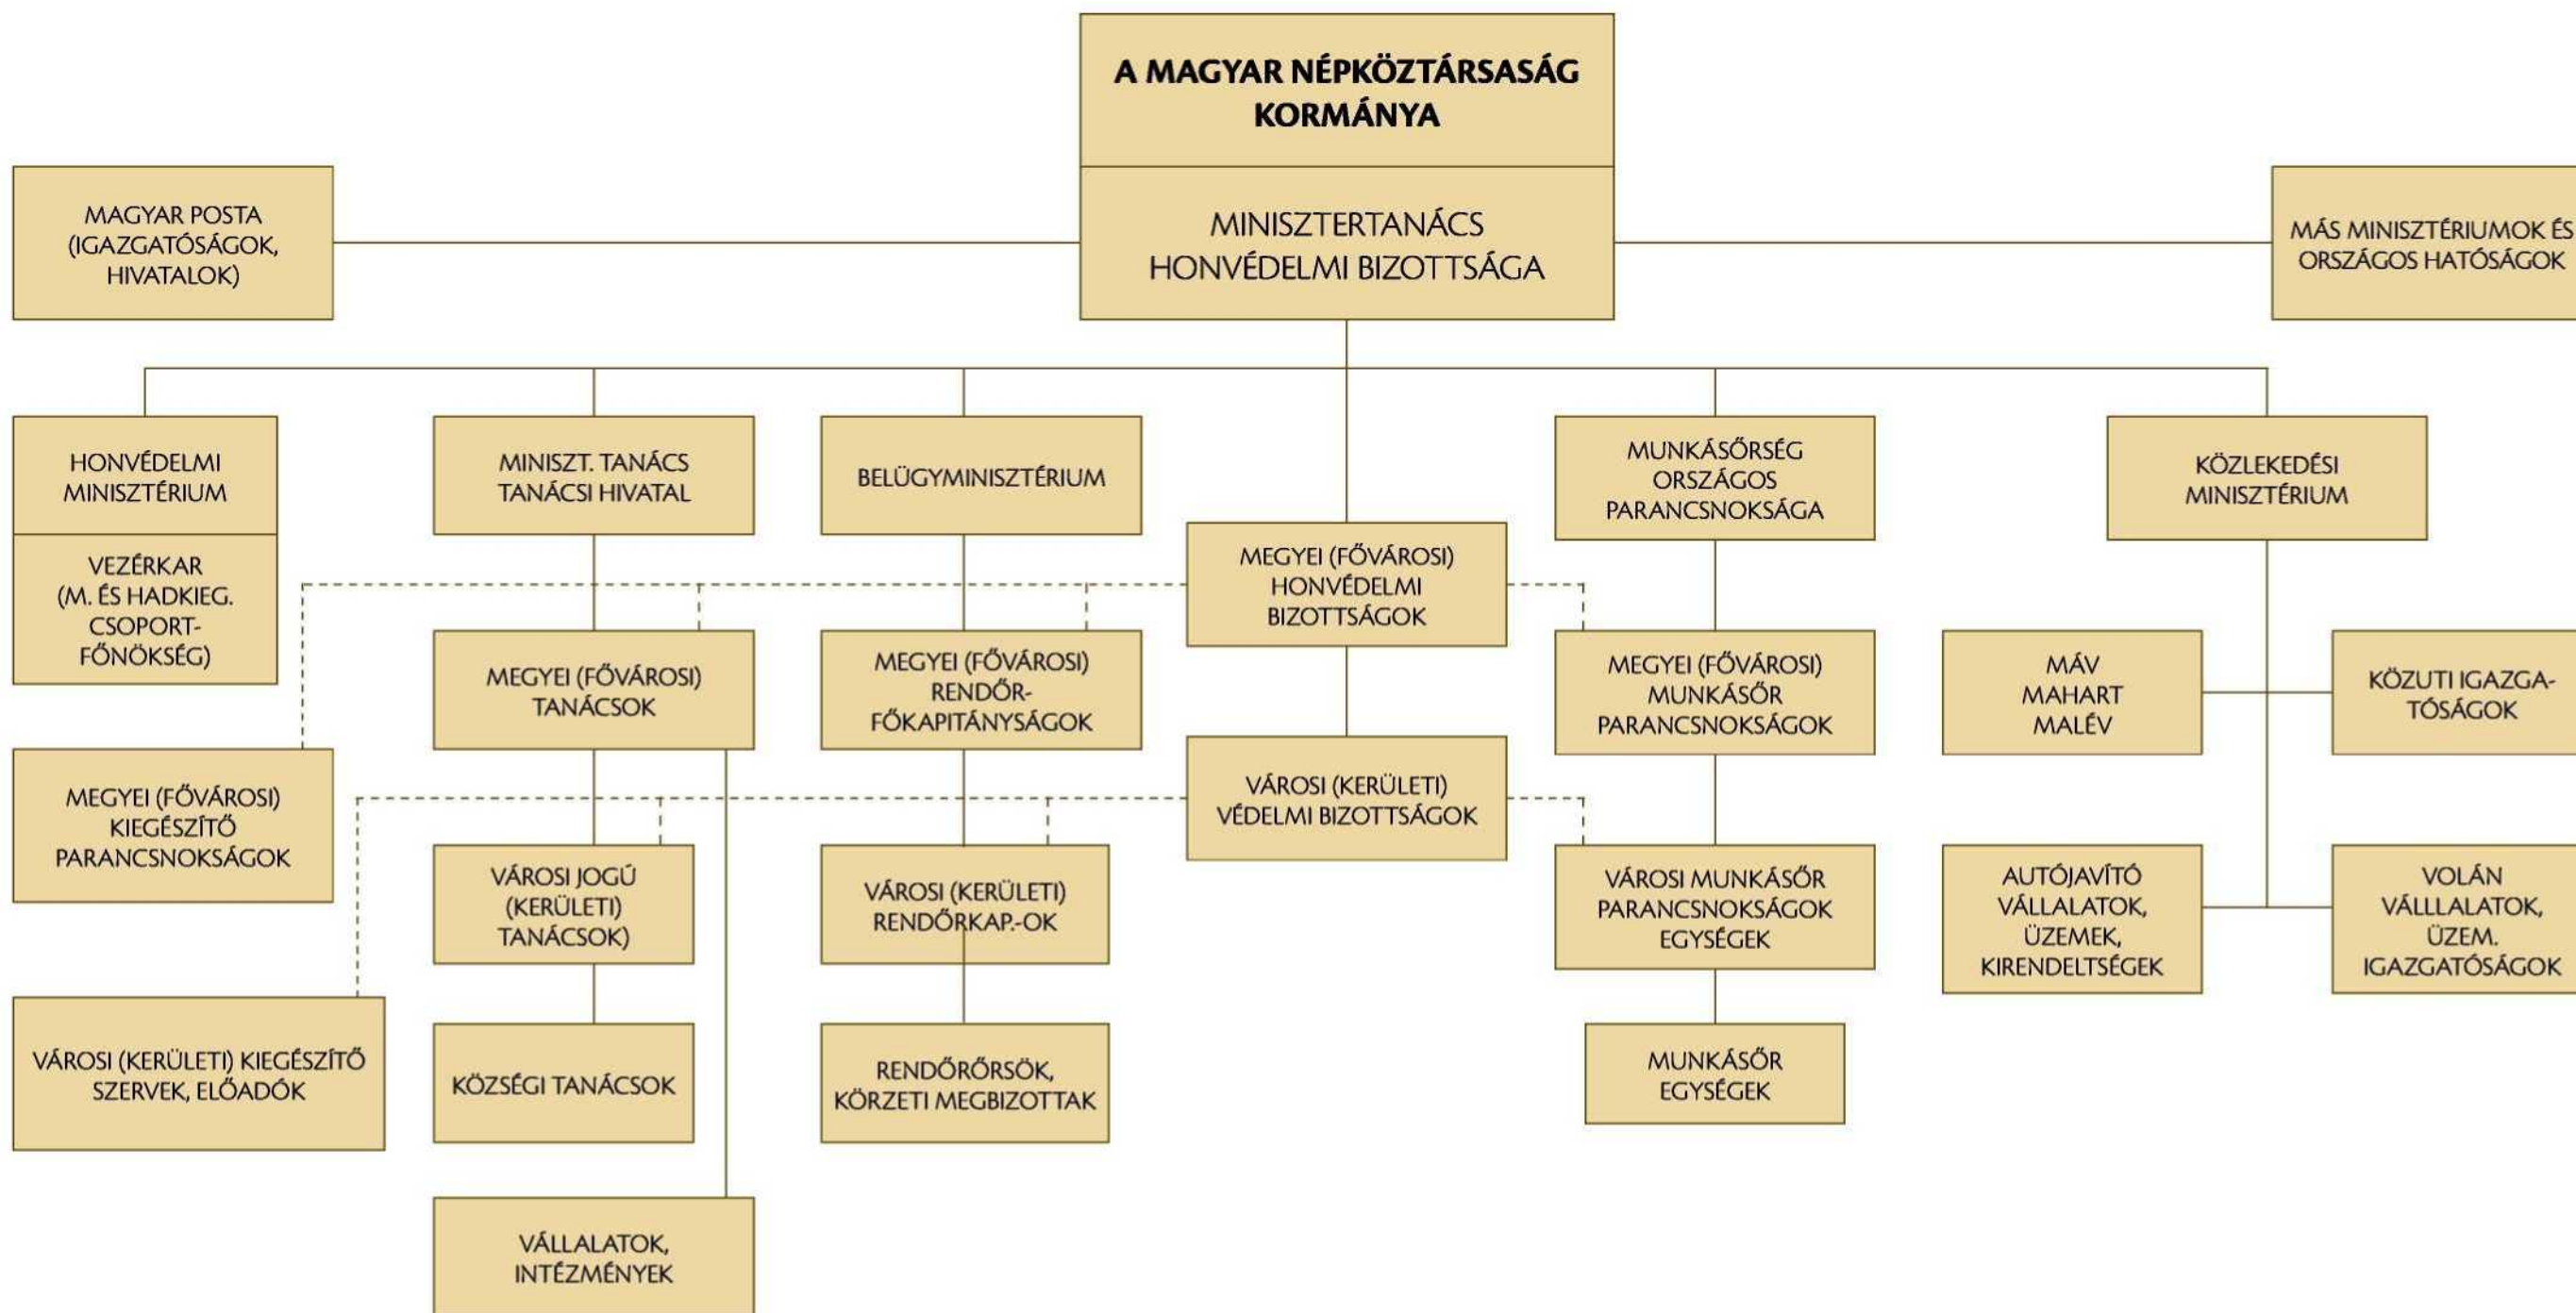 A MAGYAR NÉPKÖZTÁRSASÁG
KORMÁNYA
MINISZTERTANÁCS
HONVÉDELMI BIZOTTSÁGA
MAGYAR POSTA
(IGAZGATÓSÁGOK,
HIVATALOK)
MÁS MINISZTÉRIUMOK ÉS
ORSZÁGOS HATÓSÁGOK
HONVÉDELMI
MINISZTÉRIUM
VEZÉRKAR
(M. ÉS HADKIEG.
CSOPORT-
FŐNÖKSÉG)
MINISZT. TANÁCS
TANÁCSI HIVATAL
BELÜGYMINISZTÉRIUM
MEGYEI (FŐVÁROSI)
HONVÉDELMI
BIZOTTSÁGOK
MUNKÁSŐRSÉG
ORSZÁGOS
PARANCSNOKSÁGA
KÖZLEKEDÉSI
MINISZTÉRIUM
MEGYEI (FŐVÁROSI)
TANÁCSOK
MEGYEI (FŐVÁROSI)
RENDŐR-
FŐKAPITÁNYSÁGOK
MEGYEI (FŐVÁROSI)
MUNKÁSŐR
PARANCSNOKSÁGOK
MÁV
MAHART
MALÉV
KÖZUTI IGAZGA-
TÓSÁGOK
MEGYEI (FŐVÁROSI)
KIEGÉSZÍTŐ
PARANCSNOKSÁGOK
VÁROSI (KERÜLETI)
VÉDELMI BIZOTTSÁGOK
VÁROSI JOGÚ
(KERÜLETI)
TANÁCSOK)
VÁROSI (KERÜLETI)
RENDŐRKAP.-OK
VÁROSI MUNKÁSŐR
PARANCSNOKSÁGOK
EGYSÉGEK
AUTÓJAVÍTÓ
VÁLLALATOK,
ÜZEMEK,
KIRENDELTSÉGEK
VOLÁN
VÁLLLALATOK,
ÜZEM.
IGAZGATÓSÁGOK
VÁROSI (KERÜLETI) KIEGÉSZÍTŐ
SZERVEK, ELŐADÓK
KÖZSÉGI TANÁCSOK
RENDŐRŐRSÖK,
KÖRZETI MEGBIZOTTAK
MUNKÁSŐR
EGYSÉGEK
VÁLLALATOK,
INTÉZMÉNYEK